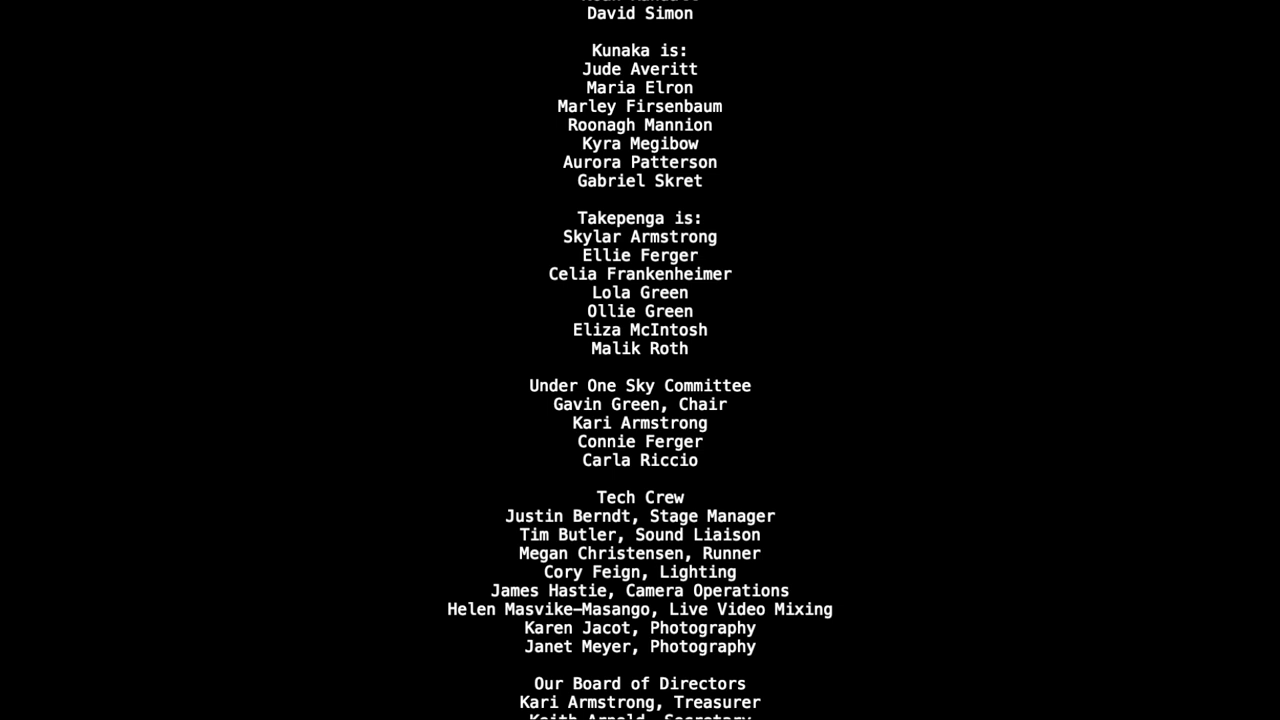 David Simon
Kunaka is:
Jude Averitt
Maria Elron
Marley Firsenbaum
Roonagh Mannion
Kyra Megibow
Aurora Patterson
Gabriel Skret
Takepenga is:
Skylar Armstrong
Ellie Ferger
Celia Frankenheimer
Lola Green
Ollie Green
Eliza McIntosh
Malik Roth
Under One Sky Committee
Gavin Green, Chair
Kari Armstrong
Connie Ferger
Carla Riccio
Tech Crew
Justin Berndt, Stage Manager
Tim Butler, Sound Liaison
Megan Christensen, Runner
Cory Feign, Lighting
James Hastie, Camera Operations
Helen Masvike–Masango, Live Video Mixing
Karen Jacot, Photography
Janet Meyer, Photography
Our Board of Directors
Kari Armstrong, Treasurer
Keith Arnold, Secretary